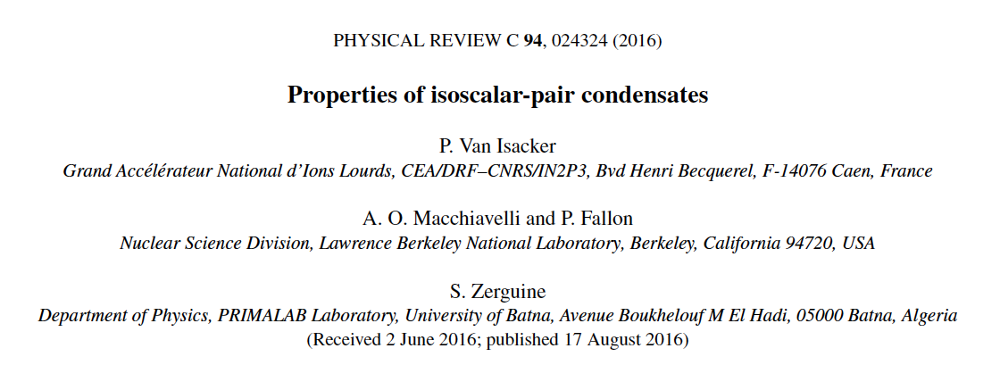 PHYSICAL REVIEW C 94, 024324 (2016)
Properties of isoscalar-pair condensates
P. Van Isacker
Grand Accélérateur National d'Ions Lourds, CEA/DRF–CNRS/IN2P3, Bvd Henri Becquerel, F-14076 Caen, France
A. O. Macchiavelli and P. Fallon
Nuclear Science Division, Lawrence Berkeley National Laboratory, Berkeley, California 94720, USA
S. Zerguine
Department of Physics, PRIMALAB Laboratory, University of Batna, Avenue Boukhelouf M El Hadi, 05000 Batna, Algeria
(Received 2 June 2016; published 17 August 2016)